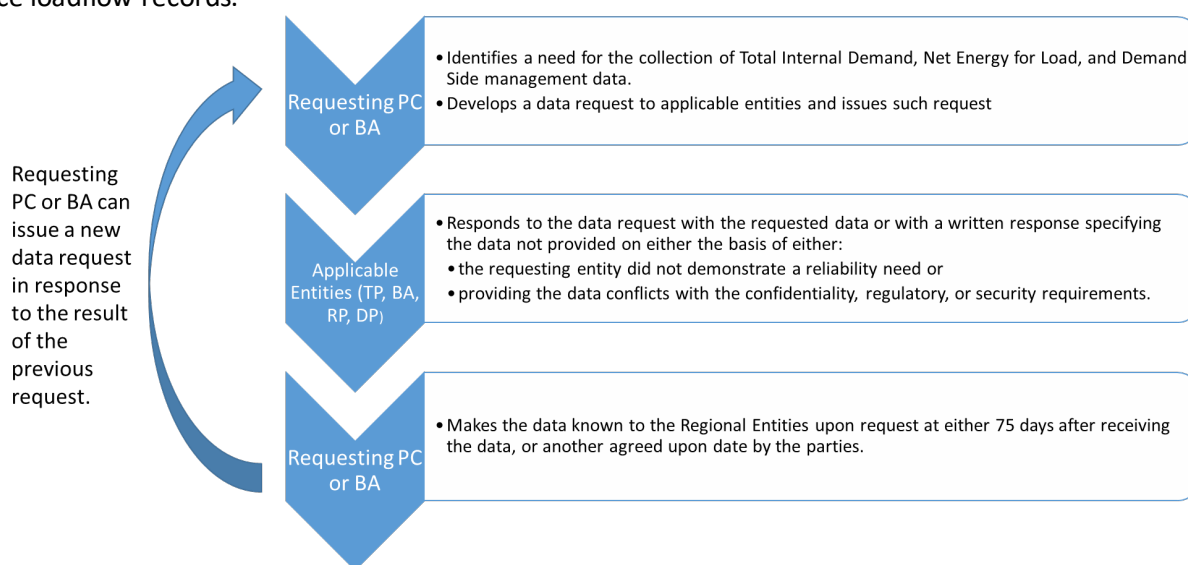 ce loadflow records.
Requesting PC
or BA
• Identifies a need for the collection of Total Internal Demand, Net Energy for Load, and Demand
Side management data.
• Develops a data request to applicable entities and issues such request
Requesting
PC or BA can
issue a new
data request
in response
to the result
of the
previous
request.
Applicable
Entities (TP, BA,
RP, DP)
• Responds to the data request with the requested data or with a written response specifying
the data not provided on either the basis of either:
• the requesting entity did not demonstrate a reliability need or
• providing the data conflicts with the confidentiality, regulatory, or security requirements.
Requesting PC
or BA
• Makes the data known to the Regional Entities upon request at either 75 days after receiving
the data, or another agreed upon date by the parties.